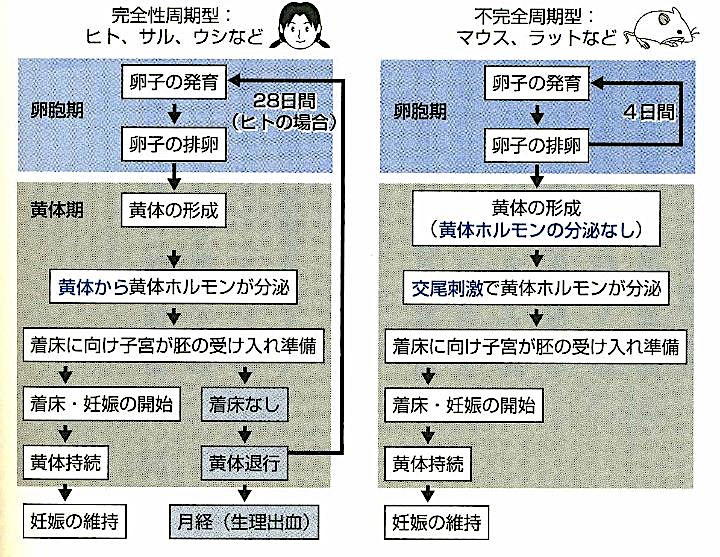 完全性周期型：
ヒト、サル、ウシなど
卵胞期
卵子の発育
28日間
（ヒトの場合）
卵子の排卵
黄体期
黄体の形成
黄体から黄体ホルモンが分泌
着床に向け子宮が胚の受け入れ準備
着床・妊娠の開始
着床なし
黄体持続
黄体退行
妊娠の維持
月経（生理出血）
不完全周期型：
マウス、ラットなど
卵胞期
卵子の発育
4日間
卵子の排卵
黄体の形成
（黄体ホルモンの分泌なし）
交尾刺激で黄体ホルモンが分泌
着床に向け子宮が胚の受け入れ準備
着床・妊娠の開始
黄体持続
妊娠の維持